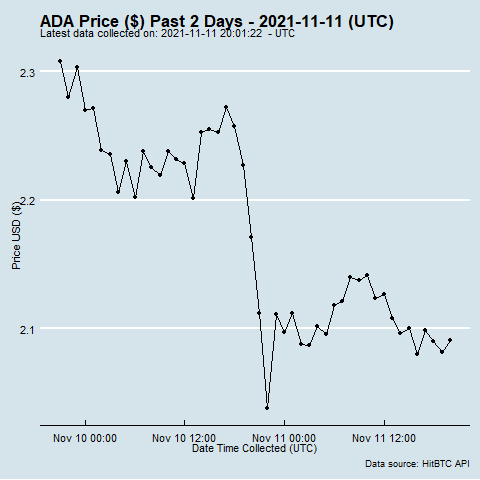 ADA Price ($) Past 2 Days - 2021-11-11 (UTC)
Latest data collected on: 2021-11-11 20:01:22 - UTC
2.3
2.2
2.1
Price USD ($)
Nov 10 00:00 Nov 10 12:00 Nov 11 00:00 Nov 11 12:00
Date Time Collected (UTC)
Data source: HitBTC API